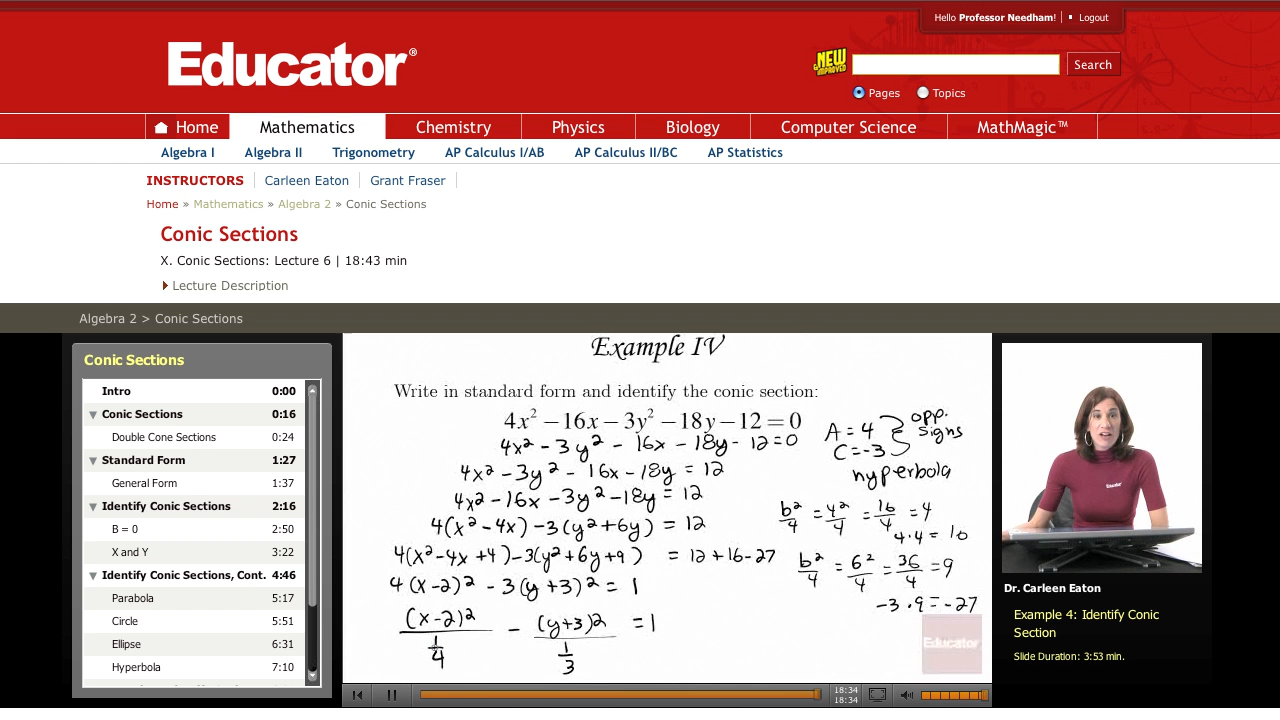 Hello Professor Needham! Logout
Educator®
NEW & IMPROVED
Search
Pages Topics
Home Mathematics Chemistry Physics Biology Computer Science MathMagic™
Algebra I Algebra II Trigonometry AP Calculus I/AB AP Calculus II/BC AP Statistics
INSTRUCTORS Carleen Eaton Grant Fraser
Home » Mathematics » Algebra 2 » Conic Sections
Conic Sections
X. Conic Sections: Lecture 6 | 18:43 min
Lecture Description
Algebra 2 > Conic Sections
Conic Sections
Intro 0:00
Conic Sections 0:16
Double Cone Sections 0:24
Standard Form 1:27
General Form 1:37
Identify Conic Sections 2:16
B = 0 2:50
X and Y 3:22
Identify Conic Sections, Cont. 4:46
Parabola 5:17
Circle 5:51
Ellipse 6:31
Hyperbola 7:10
Example IV
Write in standard form and identify the conic section:
4x² − 16x − 3y² − 18y − 12 = 0
4x² − 3y² − 16x − 18y − 12 = 0
4x² − 3y² − 16x − 18y = 12
4x² − 16x − 3y² − 18y = 12
4(x² − 4x) − 3(y² + 6y) = 12
4(x² − 4x + 4) − 3(y² + 6y + 9) = 12 + 16 − 27
4(x − 2)² − 3(y + 3)² = 1
(x − 2)²/(1/4) − (y + 3)²/(1/3) = 1
A = 4
C = −3
opp. signs
hyperbola
b²/4 = 4²/4 = 16/4 = 4
4 · 4 = 16
b²/4 = 6²/4 = 36/4 = 9
−3 · 9 = −27
Educator
18:34
18:34
Educator
Dr. Carleen Eaton
Example 4: Identify Conic
Section
Slide Duration: 3:53 min.